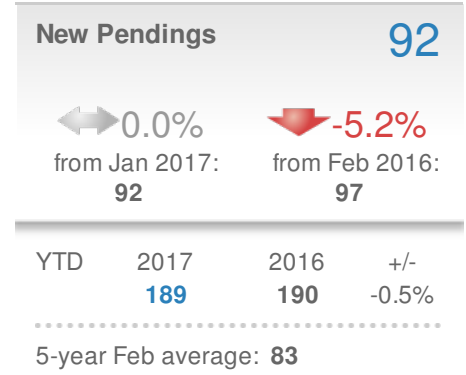 New Pendings 92
0.0% -5.2%
from Jan 2017: from Feb 2016:
92 97
YTD 2017 2016 +/-
189 190 -0.5%
5-year Feb average: 83